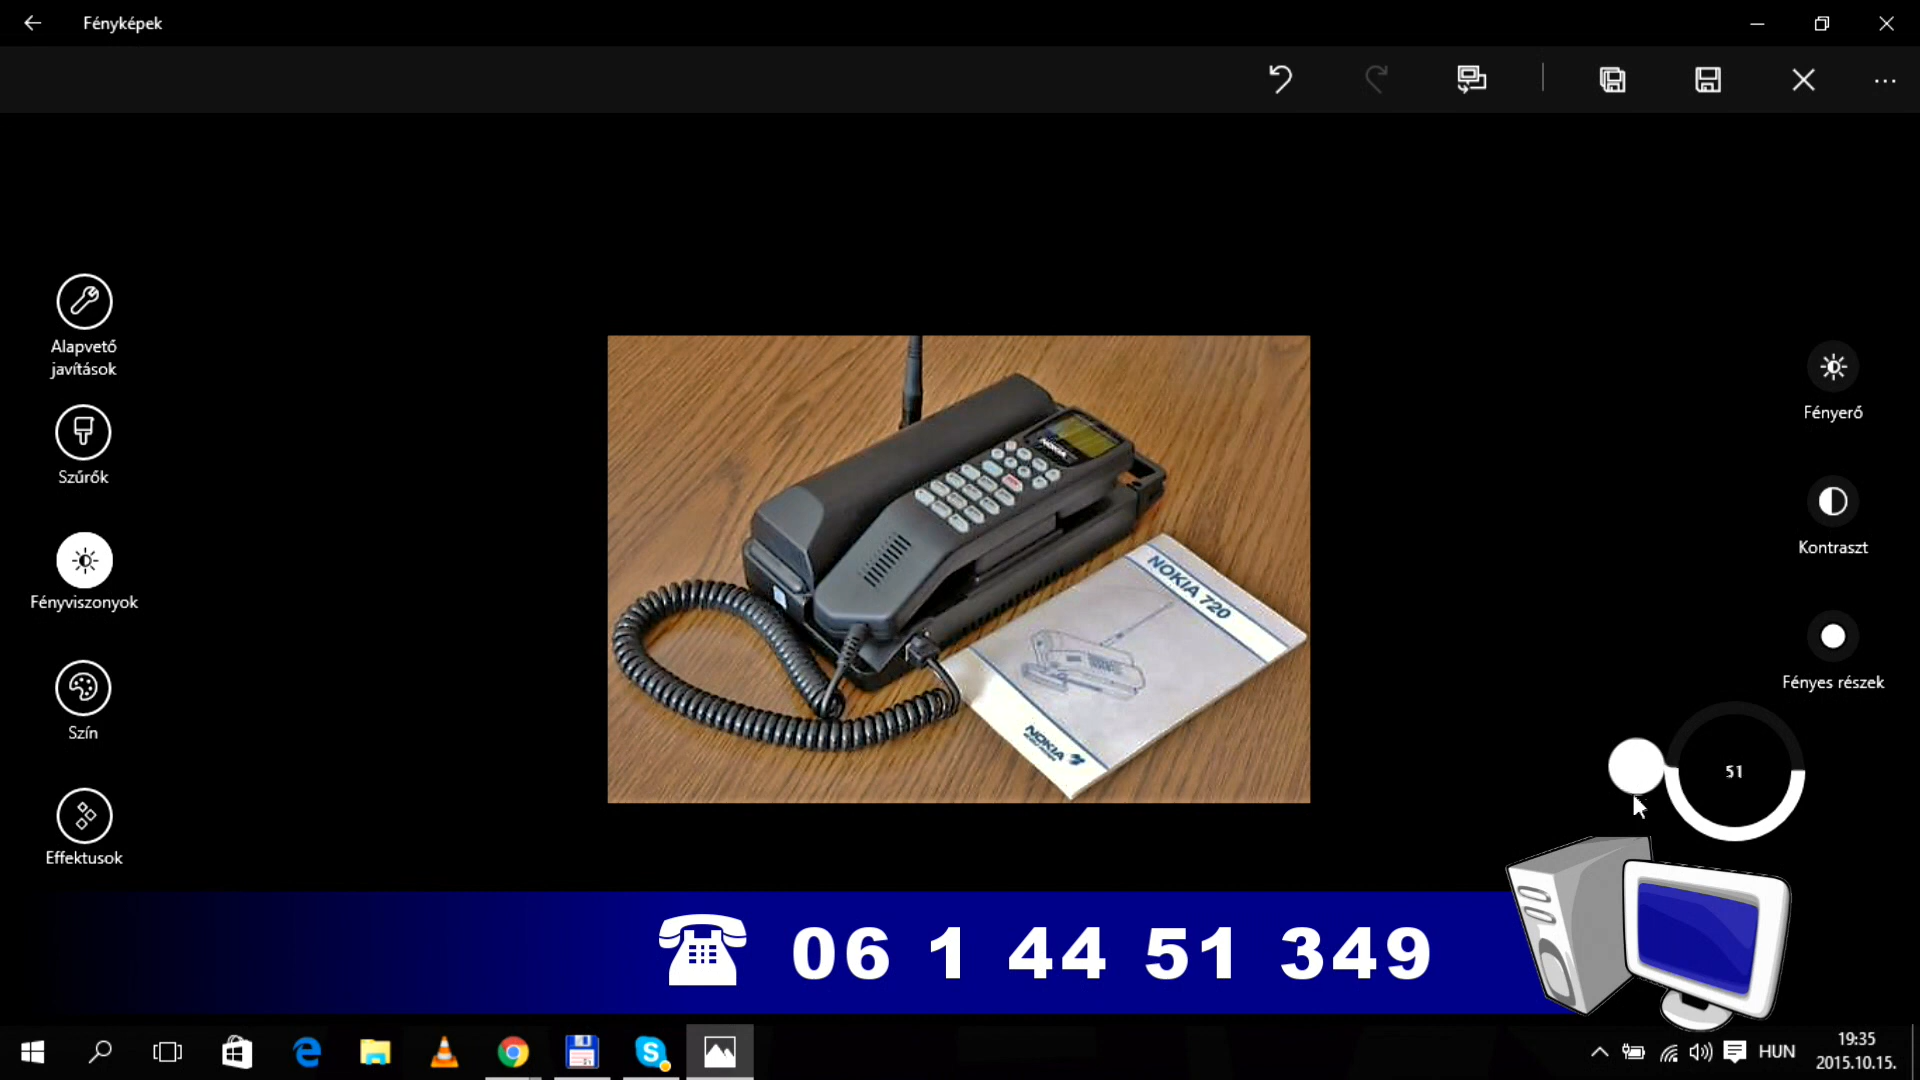 Fényképek
Alapvető
javítások
Szűrők
Fényviszonyok
Szín
Effektusok
Fényerő
Kontraszt
Fényes részek
51
NOKIA
NOKIA 720
NOKIA
06 1 44 51 349
HUN
19:35
2015.10.15.